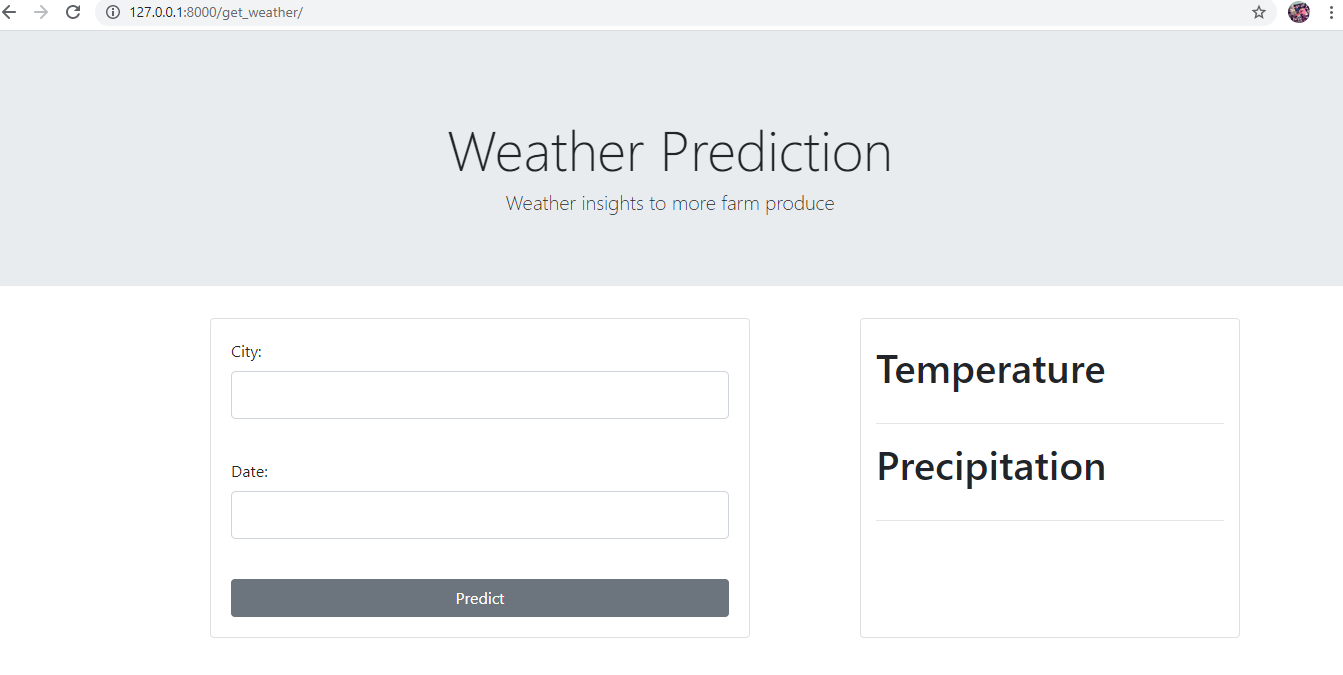 127.0.0.1:8000/get_weather/
Weather Prediction
Weather insights to more farm produce
City:
Date:
Predict
Temperature
Precipitation